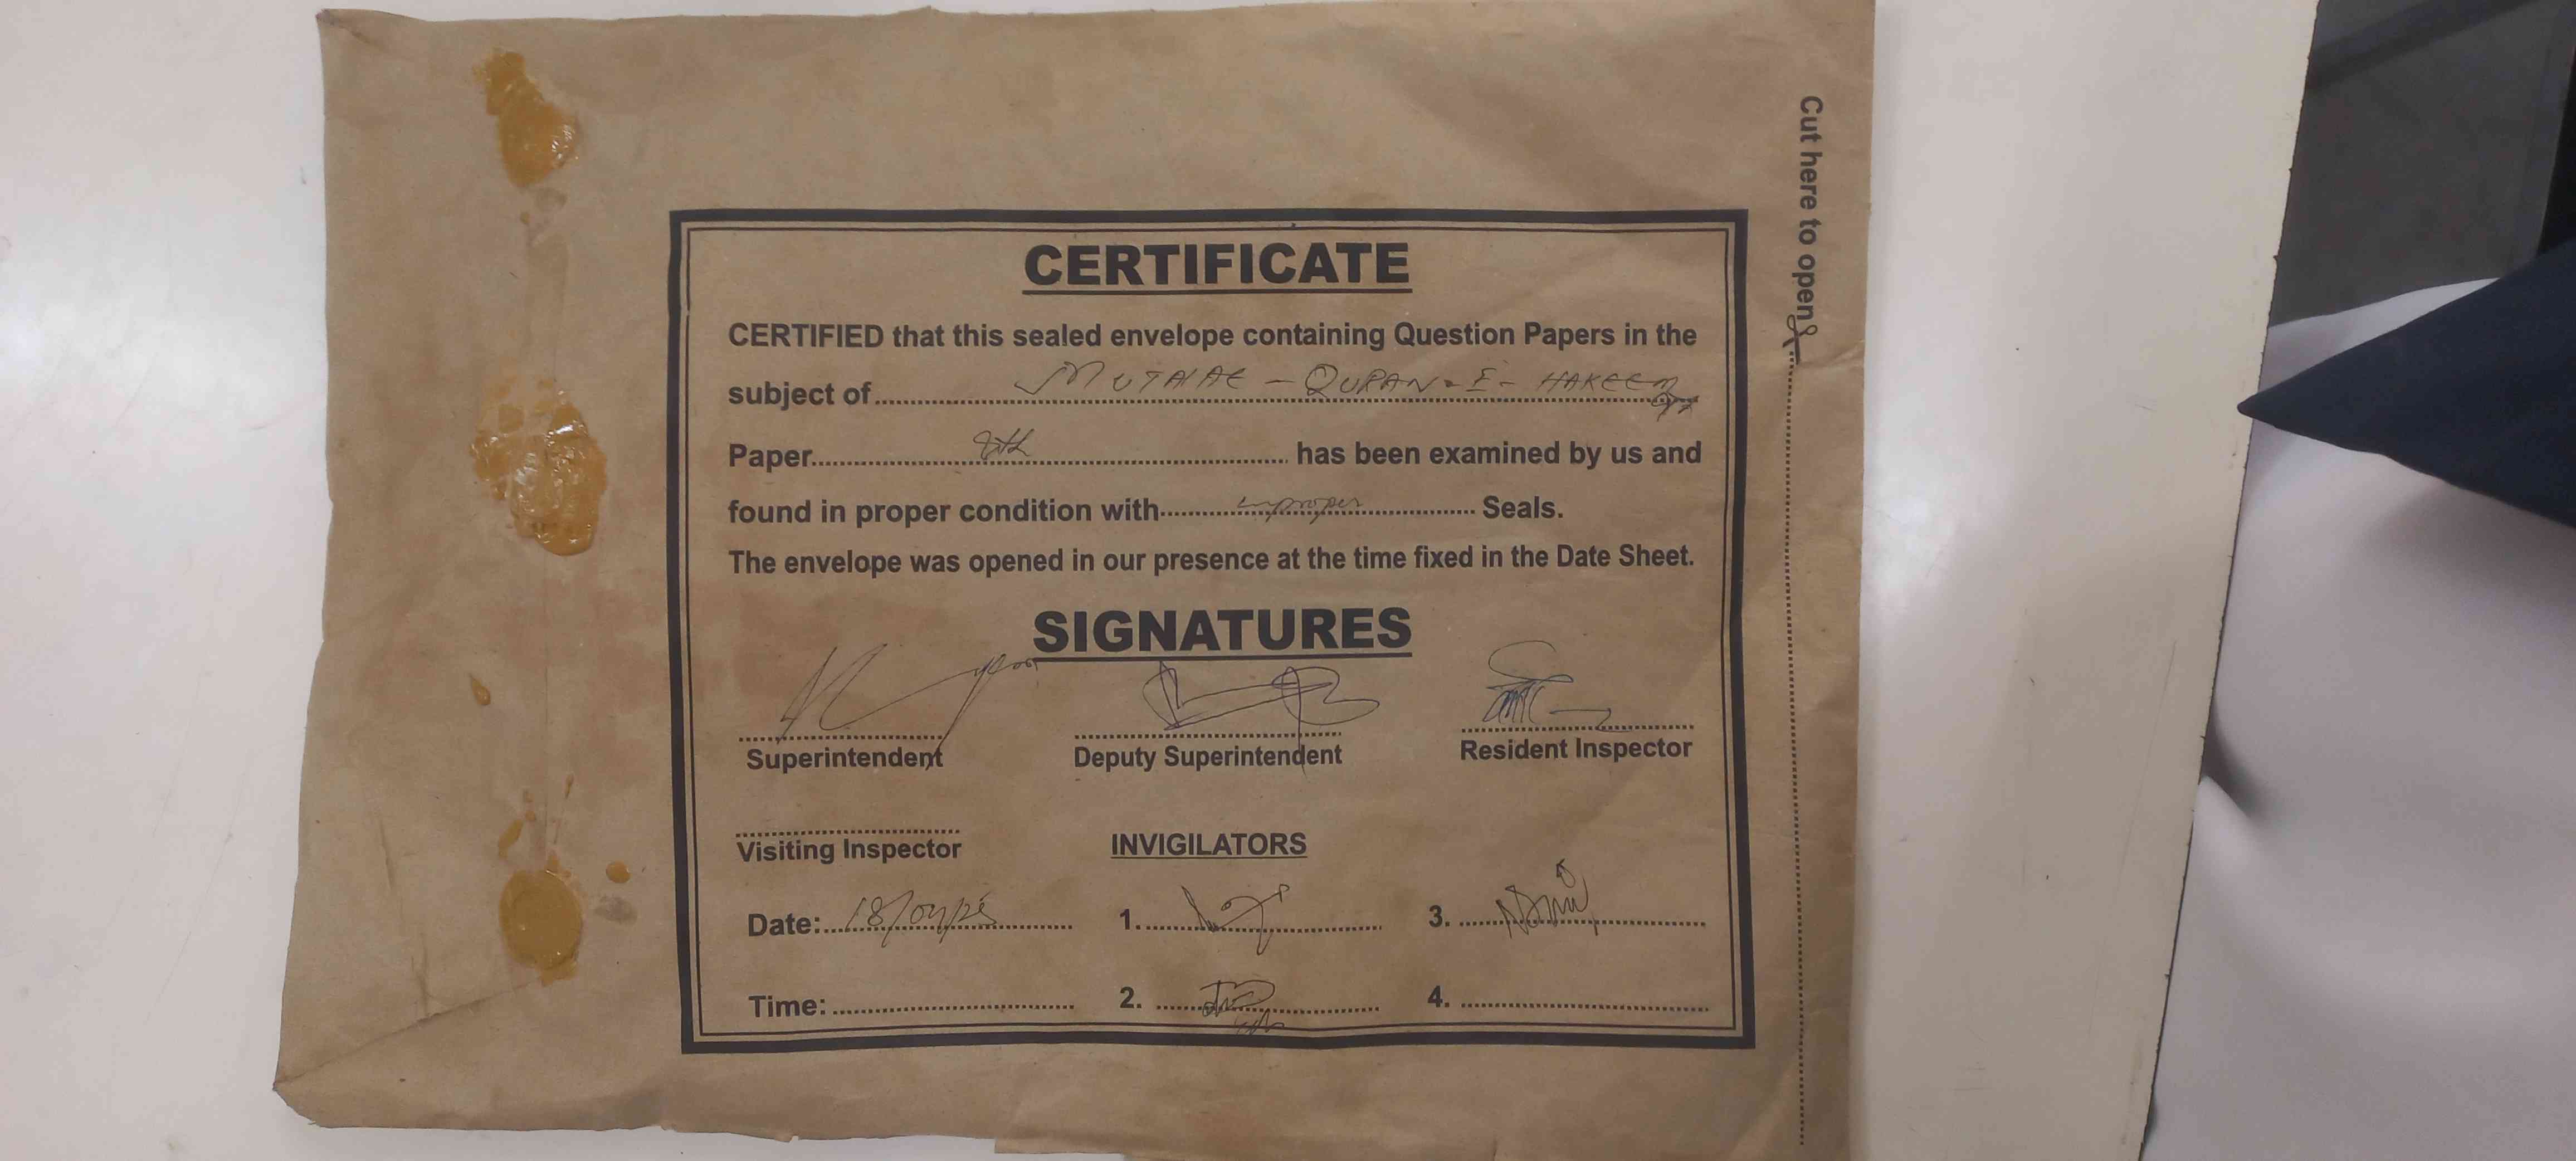 CERTIFICATE
CERTIFIED that this sealed envelope containing Question Papers in the
subject of MUTALAE - QURAN-E-HAKEEM
Paper 8th has been examined by us and
found in proper condition with Seals.
The envelope was opened in our presence at the time fixed in the Date Sheet.
SIGNATURES
Superintendent Deputy Superintendent Resident Inspector
Visiting Inspector INVIGILATORS
Date: 1. 3.
Time: 2. 4.
Cut here to open